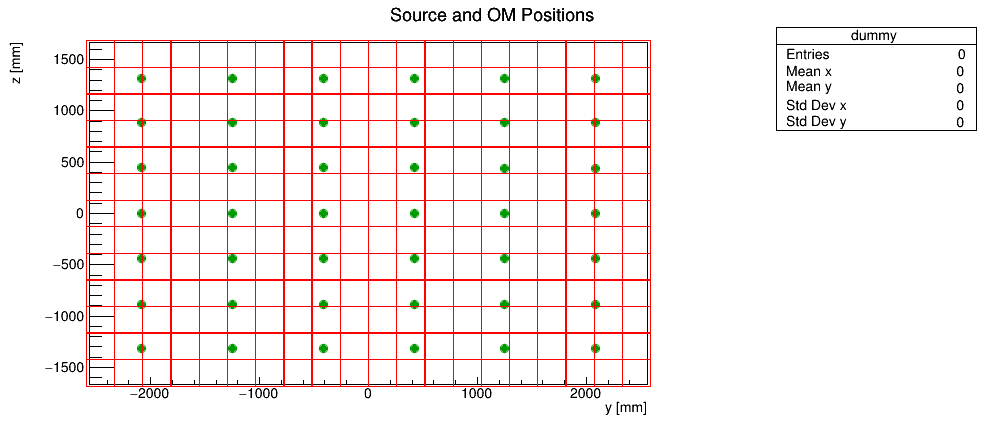 Source and OM Positions
dummy
Entries 0
Mean x 0
Mean y 0
Std Dev x 0
Std Dev y 0
z [mm]
1500
1000
500
0
−500
−1000
−1500
−2000 −1000 0 1000 2000
y [mm]